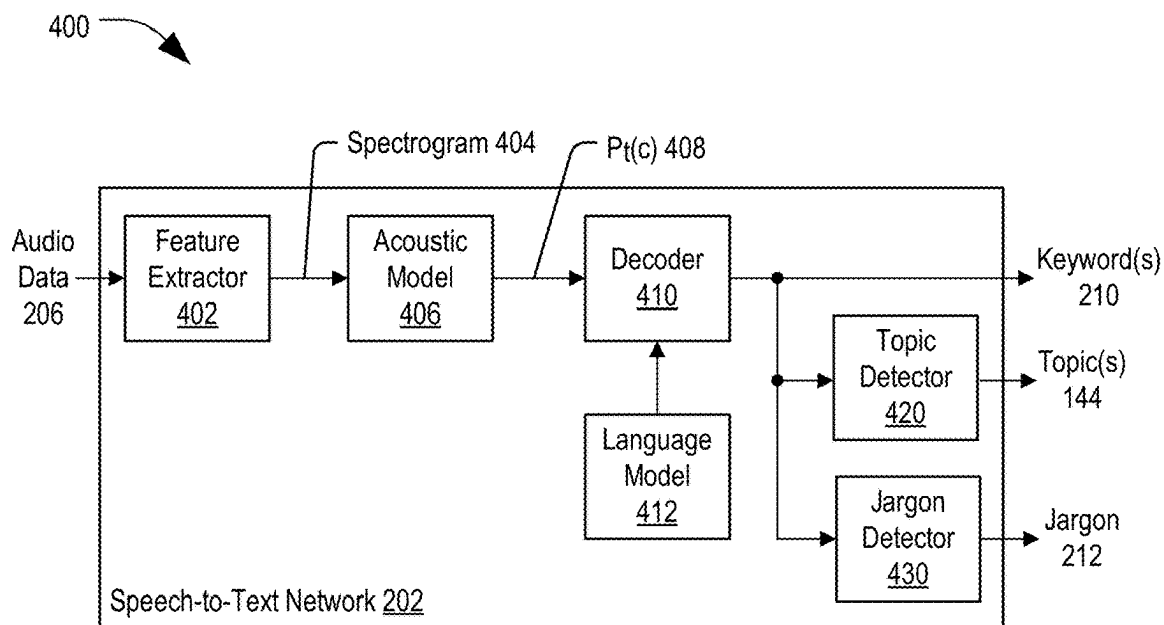 400
Spectrogram 404
Pt(c) 408
Audio
Data
206
Feature
Extractor
402
Acoustic
Model
406
Decoder
410
Keyword(s)
210
Topic
Detector
420
Topic(s)
144
Language
Model
412
Jargon
Detector
430
Jargon
212
Speech-to-Text Network 202